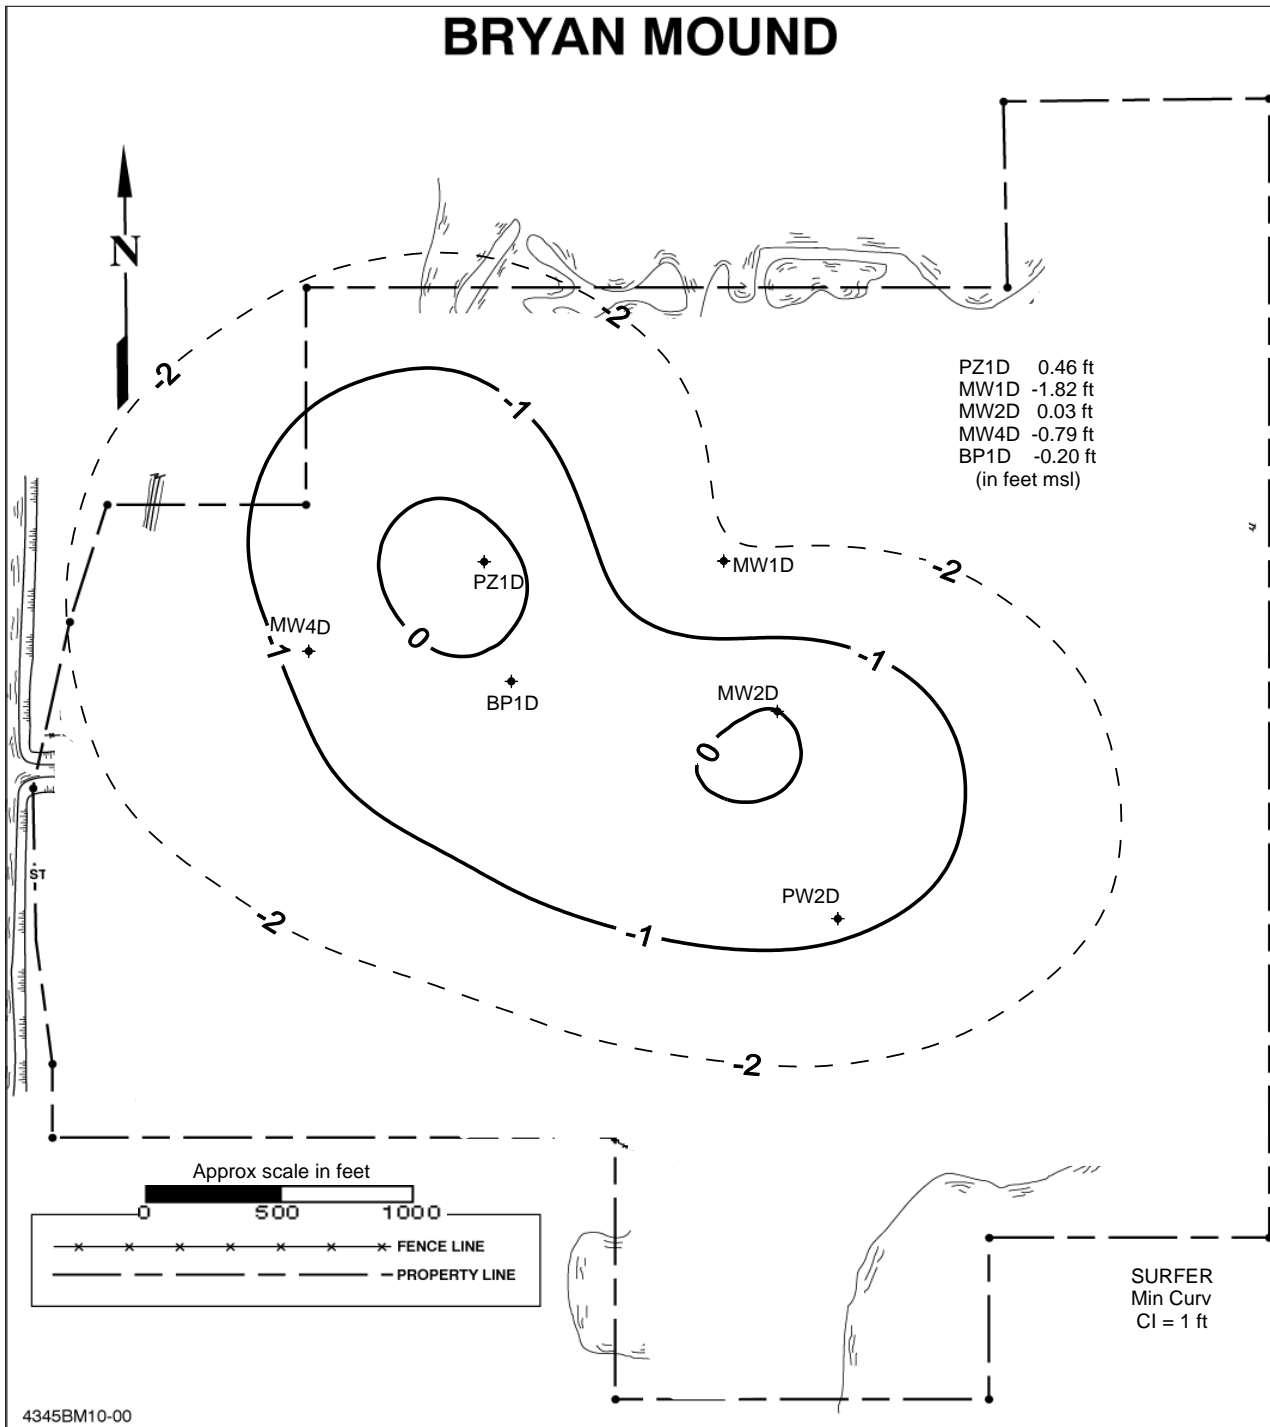 BRYAN MOUND
N
-2
-2
-1
PZ1D 0.46 ft
MW1D -1.82 ft
MW2D 0.03 ft
MW4D -0.79 ft
BP1D -0.20 ft
(in feet msl)
MW1D
-2
PZ1D
MW4D
0
-1
-1
BP1D
MW2D
0
ST
PW2D
-2
-1
-2
Approx scale in feet
0 500 1000
FENCE LINE
PROPERTY LINE
SURFER
Min Curv
CI = 1 ft
4345BM10-00